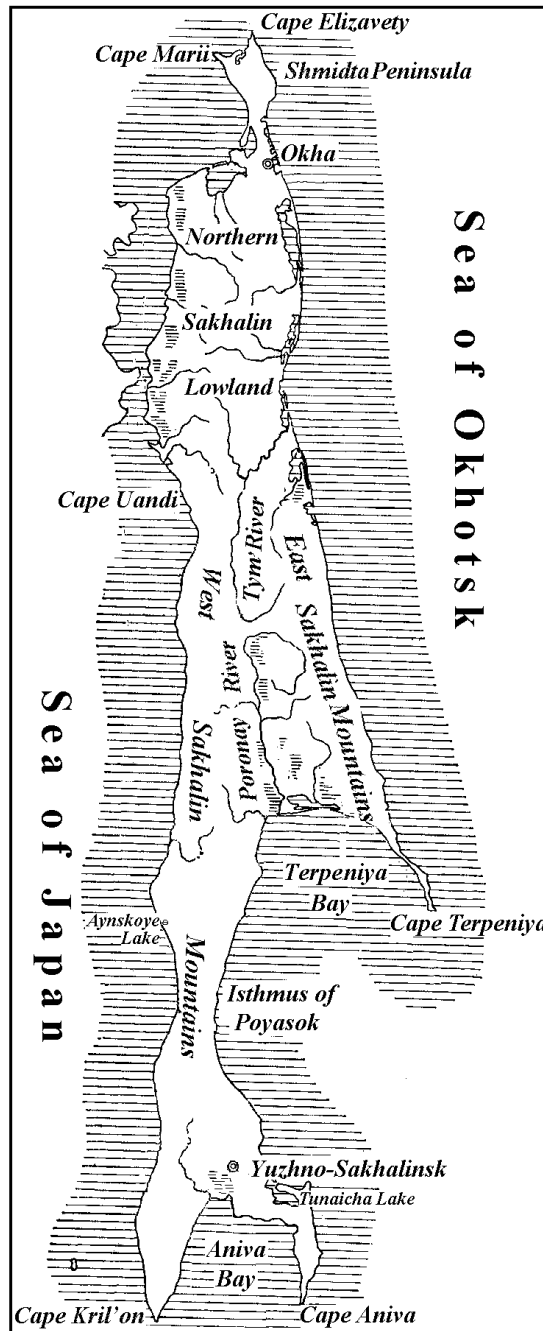 Cape Elizavety
Cape Mariis
Shmidta Peninsula
Okha
Northern
Sakhalin
Lowland
Sea of Okhotsk
Cape Uandi
Tym' River
East
Sakhalin Mountains
West
Sakhalin
Mountains
River
Poronay
Sea of Japan
Terpeniya
Bay
Cape Terpeniya
Aynskoye
Lake
Isthmus of
Poyasok
Yuzhno-Sakhalinsk
Tunaicha Lake
Aniva
Bay
Cape Kril'on
Cape Aniva